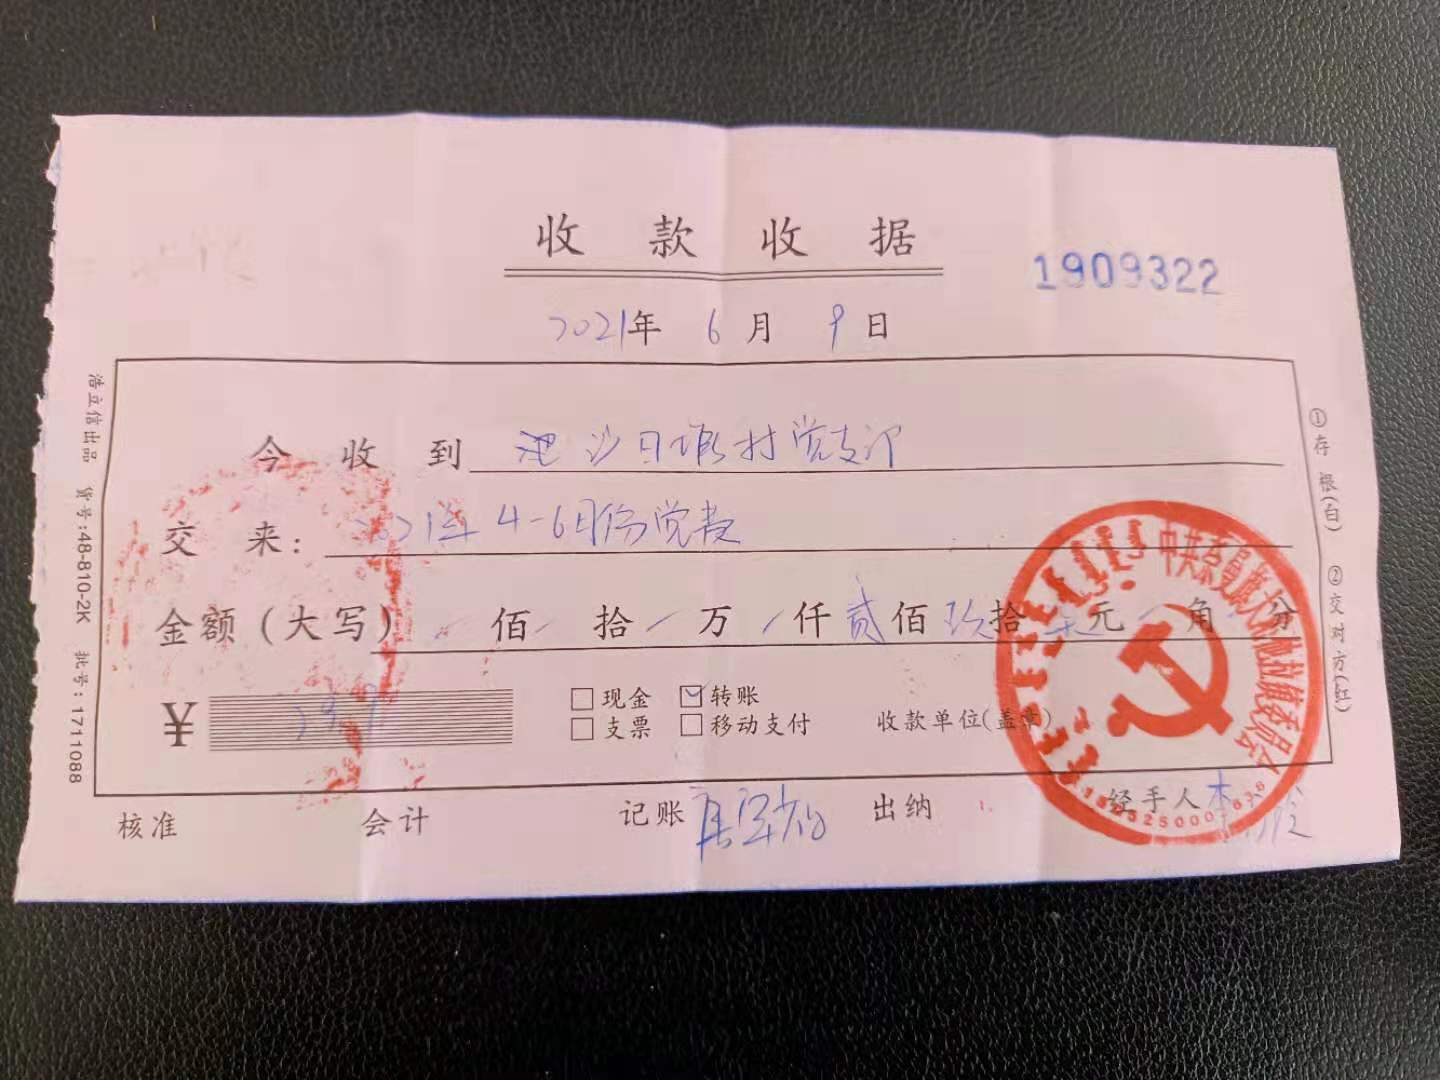 收款收据
1909322
2021年 6月 9日
今收到 沙日塔村党支部
交来: 2021年4-6月份党费
金额(大写) 佰 拾 万 仟 贰佰 玖拾 元 角 分
¥ 297
现金 转账
支票 移动支付 收款单位(盖章)
核准 会计 记账 出纳 经手人
浩立信出品 货号:48-810-2K 批号:1711088
①存根(白) ②交对方(红)